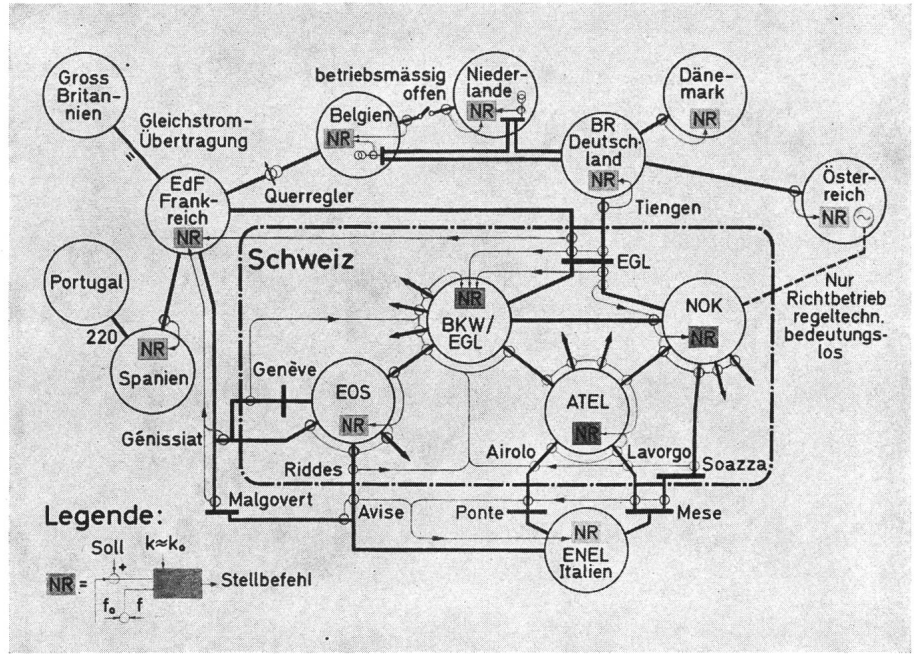 Gross
Britan-
nien
Gleichstrom-
Übertragung
=
betriebsmässig
offen
Belgien
NR
Nieder-
lande
NR
BR
Deutsch-
land
NR
Däne-
mark
NR
Öster-
reich
NR
~
EdF
Frank-
reich
NR
Querregler
Tiengen
Schweiz
EGL
Portugal
220
NR
Spanien
NR
BKW/
EGL
NOK
NR
Nur
Richtbetrieb
regeltechn.
bedeutungs-
los
Genève
EOS
NR
ATEL
NR
Génissiat
Riddes
Airolo
Lavorgo
Soazza
Malgovert
Avise
Ponte
Mese
NR
ENEL
Italien
Legende:
Soll
k≈k₀
+
NR =
Stellbefehl
f₀
f
-